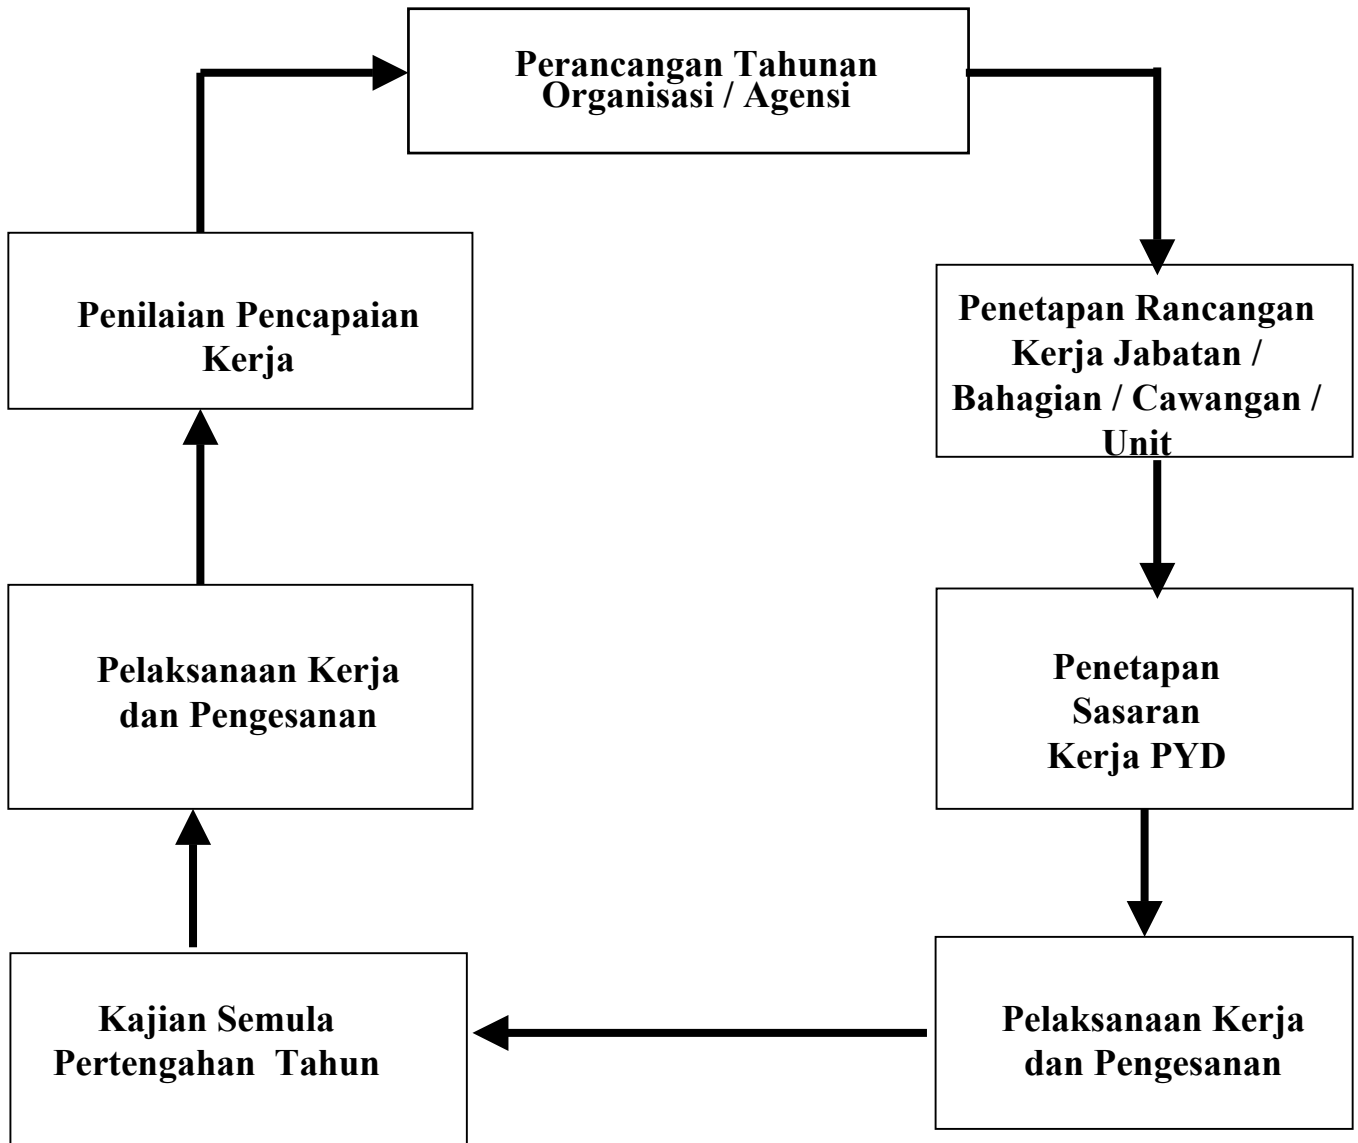 Perancangan Tahunan
Organisasi / Agensi
Penetapan Rancangan
Kerja Jabatan /
Bahagian / Cawangan /
Unit
Penetapan
Sasaran
Kerja PYD
Pelaksanaan Kerja
dan Pengesanan
Kajian Semula
Pertengahan Tahun
Pelaksanaan Kerja
dan Pengesanan
Penilaian Pencapaian
Kerja